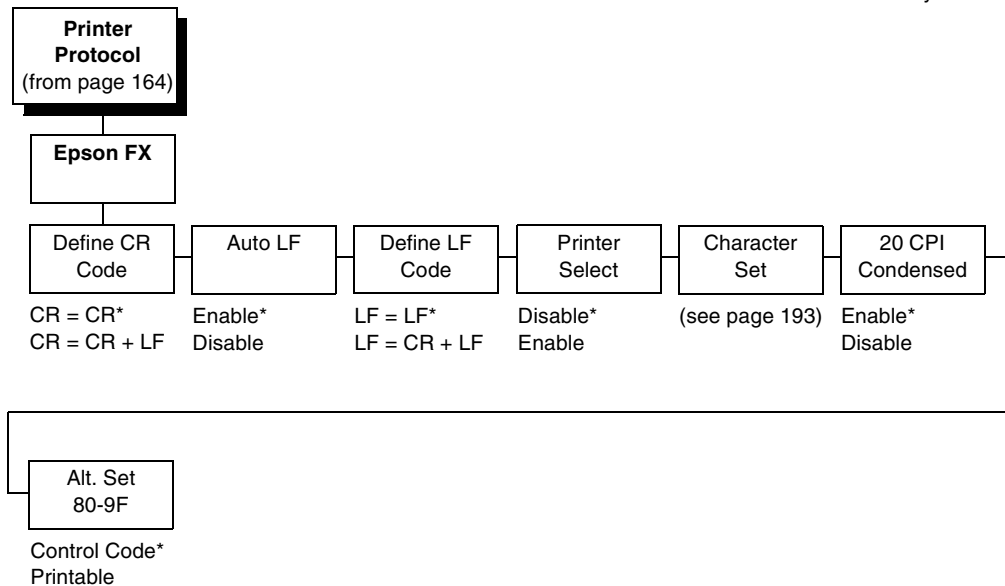 Printer
Protocol
(from page 164)
Epson FX
Define CR
Code
CR = CR*
CR = CR + LF
Auto LF
Enable*
Disable
Define LF
Code
LF = LF*
LF = CR + LF
Printer
Select
Disable*
Enable
Character
Set
(see page 193)
20 CPI
Condensed
Enable*
Disable
Alt. Set
80-9F
Control Code*
Printable